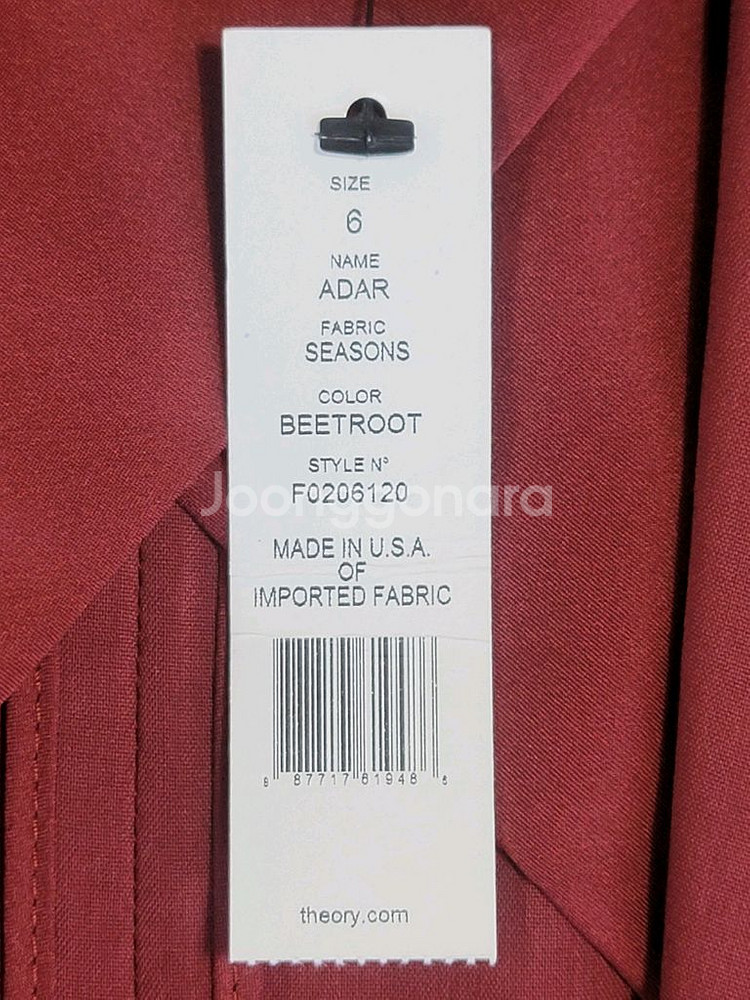 SIZE
6
NAME
ADAR
FABRIC
SEASONS
COLOR
BEETROOT
STYLE N°
F0206120
Joonggonara
MADE IN U.S.A.
OF
IMPORTED FABRIC
8 87717 81948 6
theory.com